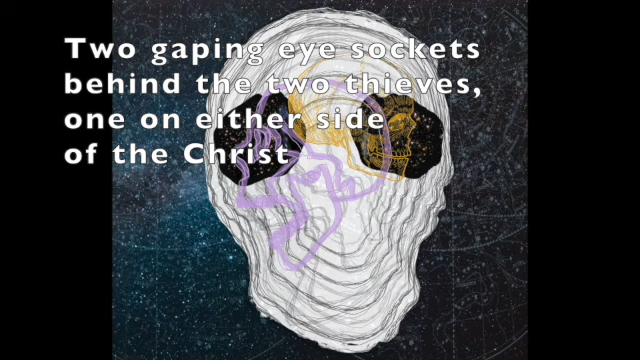 Two gaping eye sockets
behind the two thieves,
one on either side
of the Christ